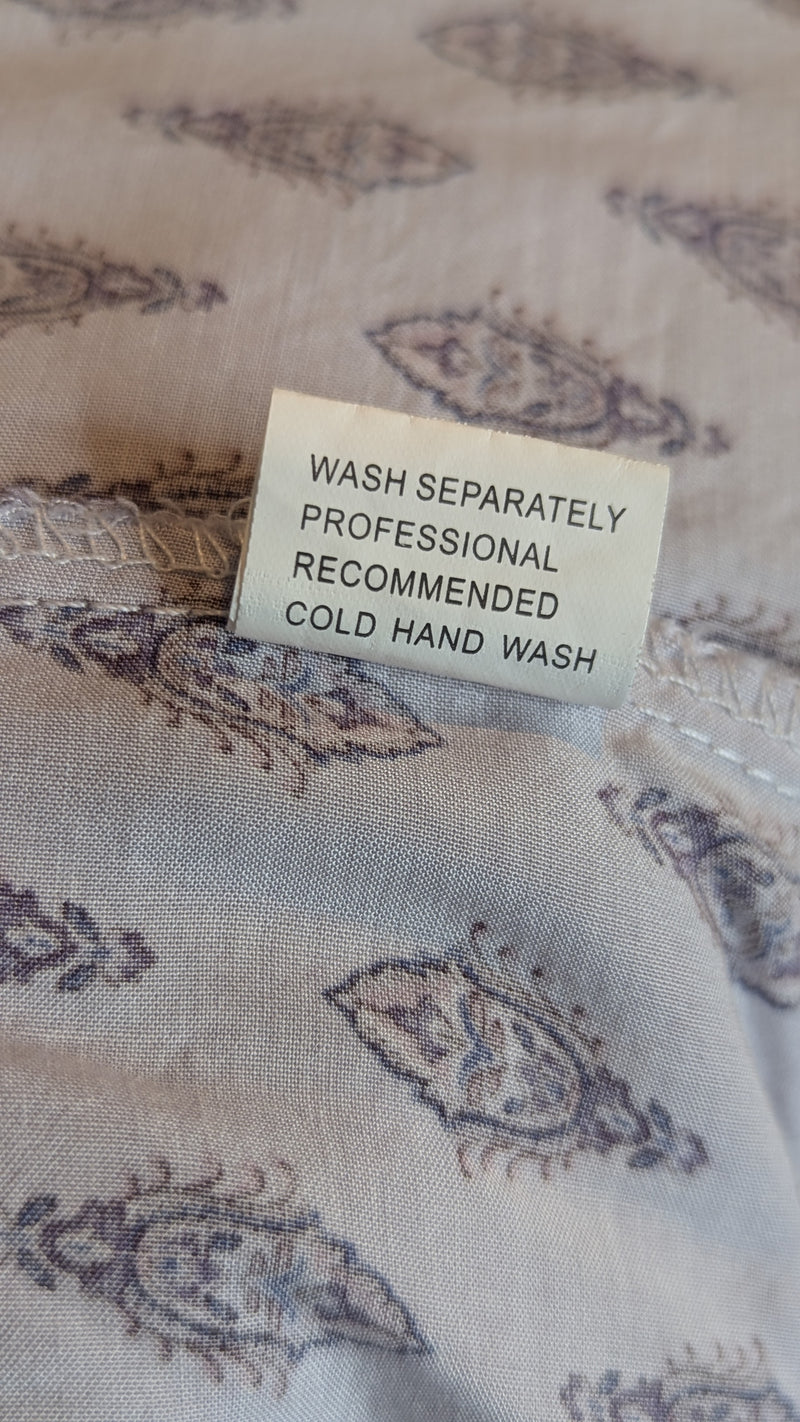 WASH SEPARATELY
PROFESSIONAL
RECOMMENDED
COLD HAND WASH